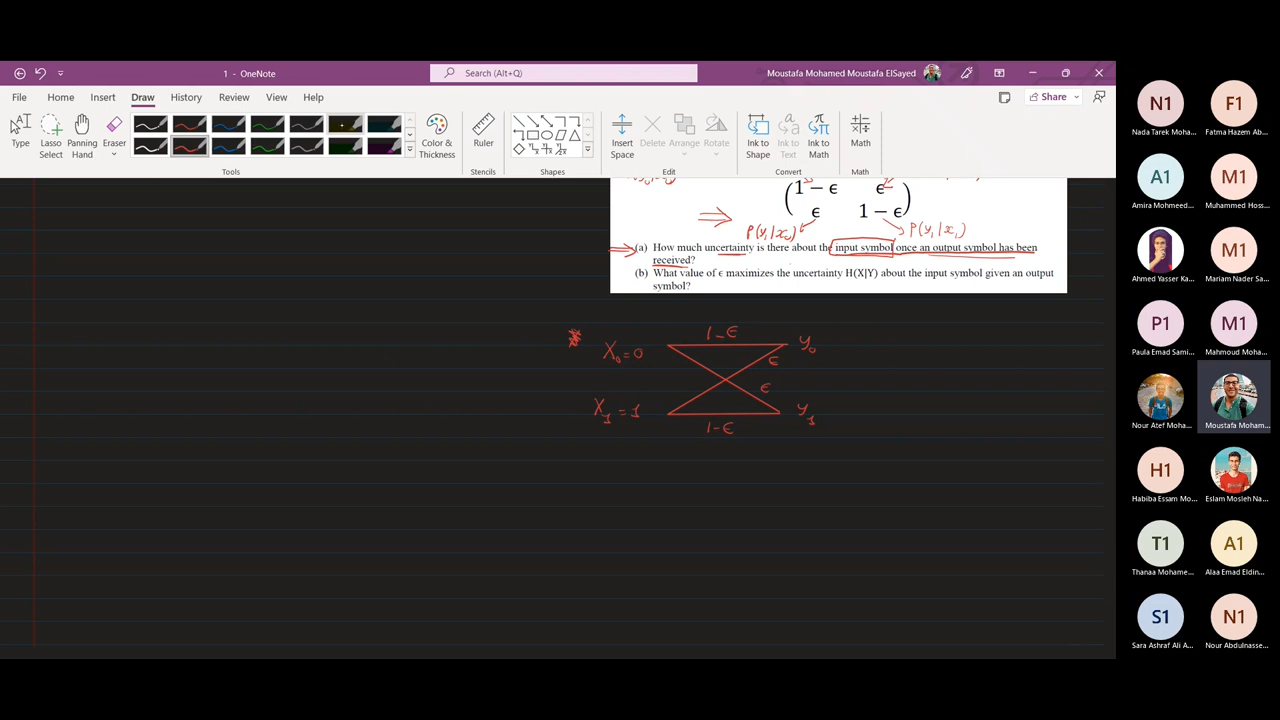 1 - OneNote
Search (Alt+Q)
Moustafa Mohamed Moustafa ElSayed
File Home Insert Draw History Review View Help
Share
Type
Lasso Select
Panning Hand
Eraser
Color & Thickness
Ruler
Insert Space
Delete
Arrange
Rotate
Ink to Shape
Ink to Text
Ink to Math
Math
Tools
Stencils
Shapes
Edit
Convert
Math
1 − ϵ ϵ
ϵ 1 − ϵ
P(y₁|x₀) P(y₁|x₁)
(a) How much uncertainty is there about the input symbol once an output symbol has been
received?
(b) What value of ϵ maximizes the uncertainty H(X|Y) about the input symbol given an output
symbol?
1-ϵ
X₀=0 y₀
ϵ
ϵ
X₁=1 y₁
1-ϵ
N1 F1
Nada Tarek Moha... Fatma Hazem Ab...
A1 M1
Amira Mohmeed... Muhammed Hoss...
M1
Ahmed Yasser Ka... Mariam Nader Sa...
P1 M1
Paula Emad Sami... Mahmoud Moha...
Nour Atef Moha... Moustafa Moham...
H1
Habiba Essam Mo... Eslam Mosleh Na...
T1 A1
Thanaa Mohame... Alaa Emad Eldin...
S1 N1
Sara Ashraf Ali A... Nour Abdulnasse...